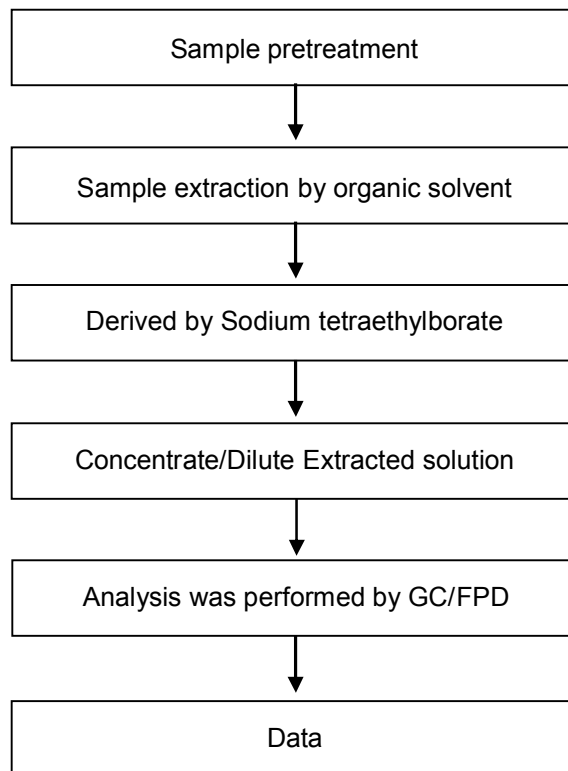 Sample pretreatment
Sample extraction by organic solvent
Derived by Sodium tetraethylborate
Concentrate/Dilute Extracted solution
Analysis was performed by GC/FPD
Data